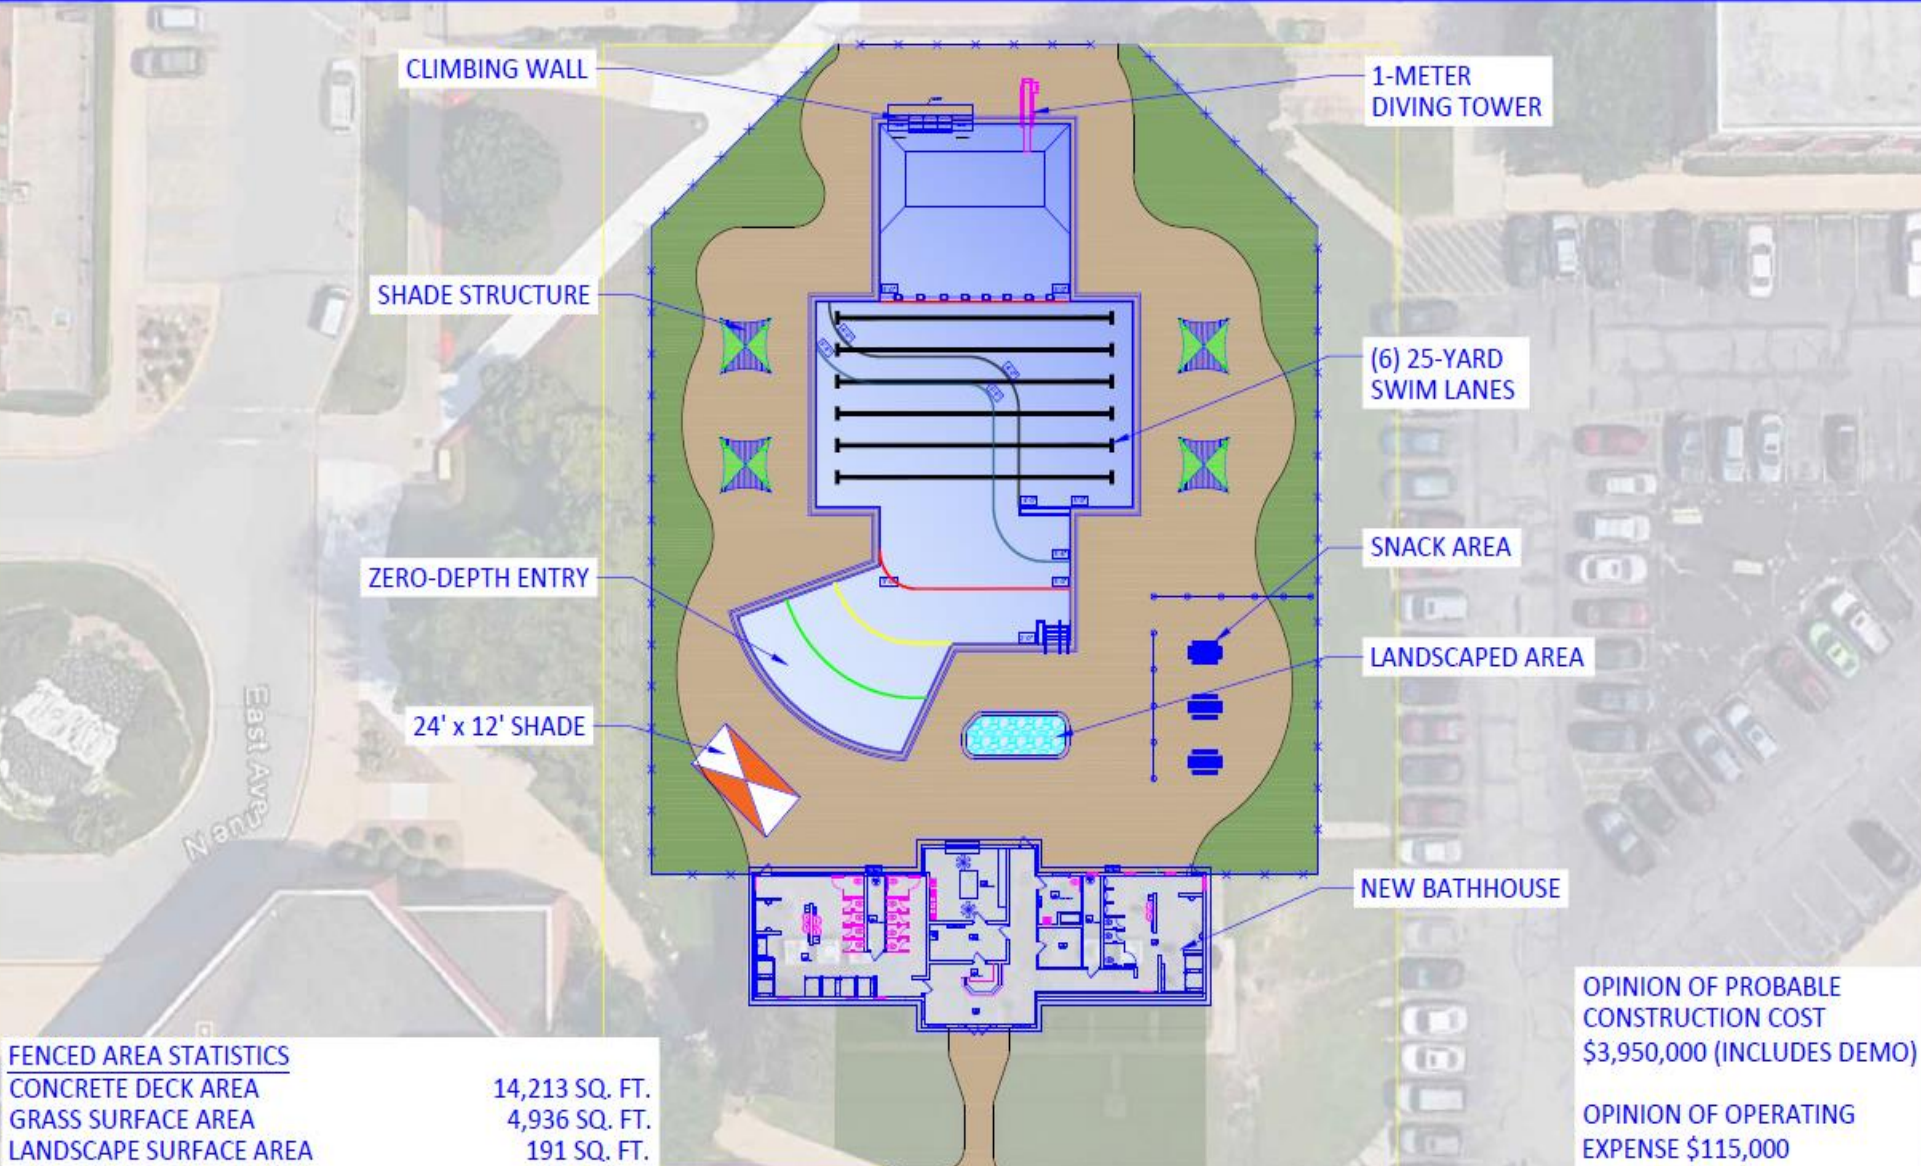 CLIMBING WALL
1-METER
DIVING TOWER
SHADE STRUCTURE
(6) 25-YARD
SWIM LANES
SNACK AREA
ZERO-DEPTH ENTRY
LANDSCAPED AREA
24' x 12' SHADE
East Avenue N
NEW BATHHOUSE
OPINION OF PROBABLE
CONSTRUCTION COST
$3,950,000 (INCLUDES DEMO)
OPINION OF OPERATING
EXPENSE $115,000
FENCED AREA STATISTICS
CONCRETE DECK AREA 14,213 SQ. FT.
GRASS SURFACE AREA 4,936 SQ. FT.
LANDSCAPE SURFACE AREA 191 SQ. FT.